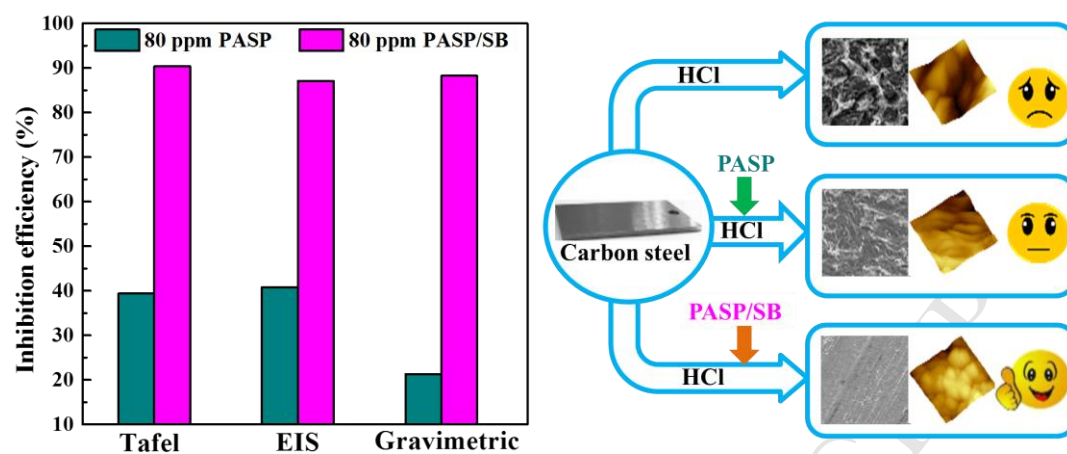 100
90
80
70
60
50
40
30
20
10
Inhibition efficiency (%)
80 ppm PASP
80 ppm PASP/SB
Tafel
EIS
Gravimetric
HCl
PASP
HCl
Carbon steel
PASP/SB
HCl